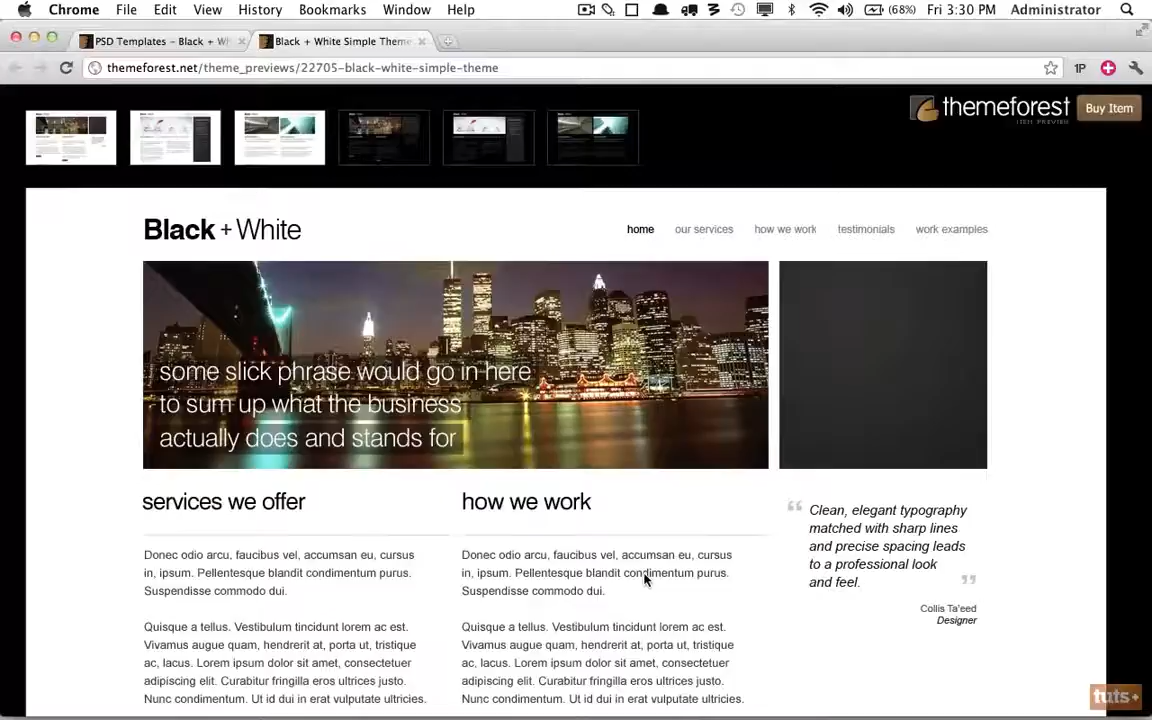 Chrome File Edit View History Bookmarks Window Help (68%) Fri 3:30 PM Administrator
PSD Templates - Black + Wh Black + White Simple Theme
themeforest.net/theme_previews/22705-black-white-simple-theme 1P
themeforest Buy Item
ITEM PREVIEW
Black + White home our services how we work testimonials work examples
some slick phrase would go in here
to sum up what the business
actually does and stands for
services we offer
Donec odio arcu, faucibus vel, accumsan eu, cursus
in, ipsum. Pellentesque blandit condimentum purus.
Suspendisse commodo dui.
Quisque a tellus. Vestibulum tincidunt lorem ac est.
Vivamus augue quam, hendrerit at, porta ut, tristique
ac, lacus. Lorem ipsum dolor sit amet, consectetuer
adipiscing elit. Curabitur fringilla eros ultrices justo.
Nunc condimentum. Ut id dui in erat vulputate ultricies.
how we work
Donec odio arcu, faucibus vel, accumsan eu, cursus
in, ipsum. Pellentesque blandit condimentum purus.
Suspendisse commodo dui.
Quisque a tellus. Vestibulum tincidunt lorem ac est.
Vivamus augue quam, hendrerit at, porta ut, tristique
ac, lacus. Lorem ipsum dolor sit amet, consectetuer
adipiscing elit. Curabitur fringilla eros ultrices justo.
Nunc condimentum. Ut id dui in erat vulputate ultricies.
“ Clean, elegant typography
matched with sharp lines
and precise spacing leads
to a professional look
and feel. ”
Collis Ta'eed
Designer
tuts+